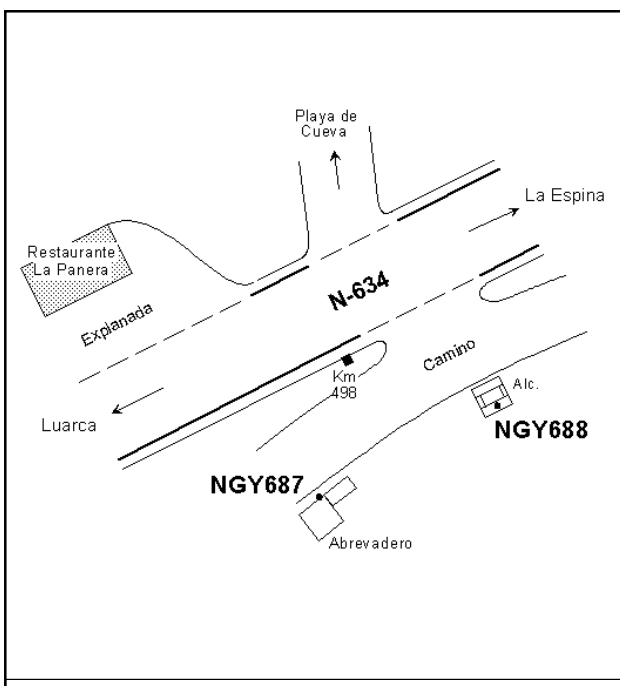 Playa de
Cueva
La Espina
Restaurante
La Panera
N-634
Explanada
Camino
Km
498
Alc.
Luarca
NGY688
NGY687
Abrevadero